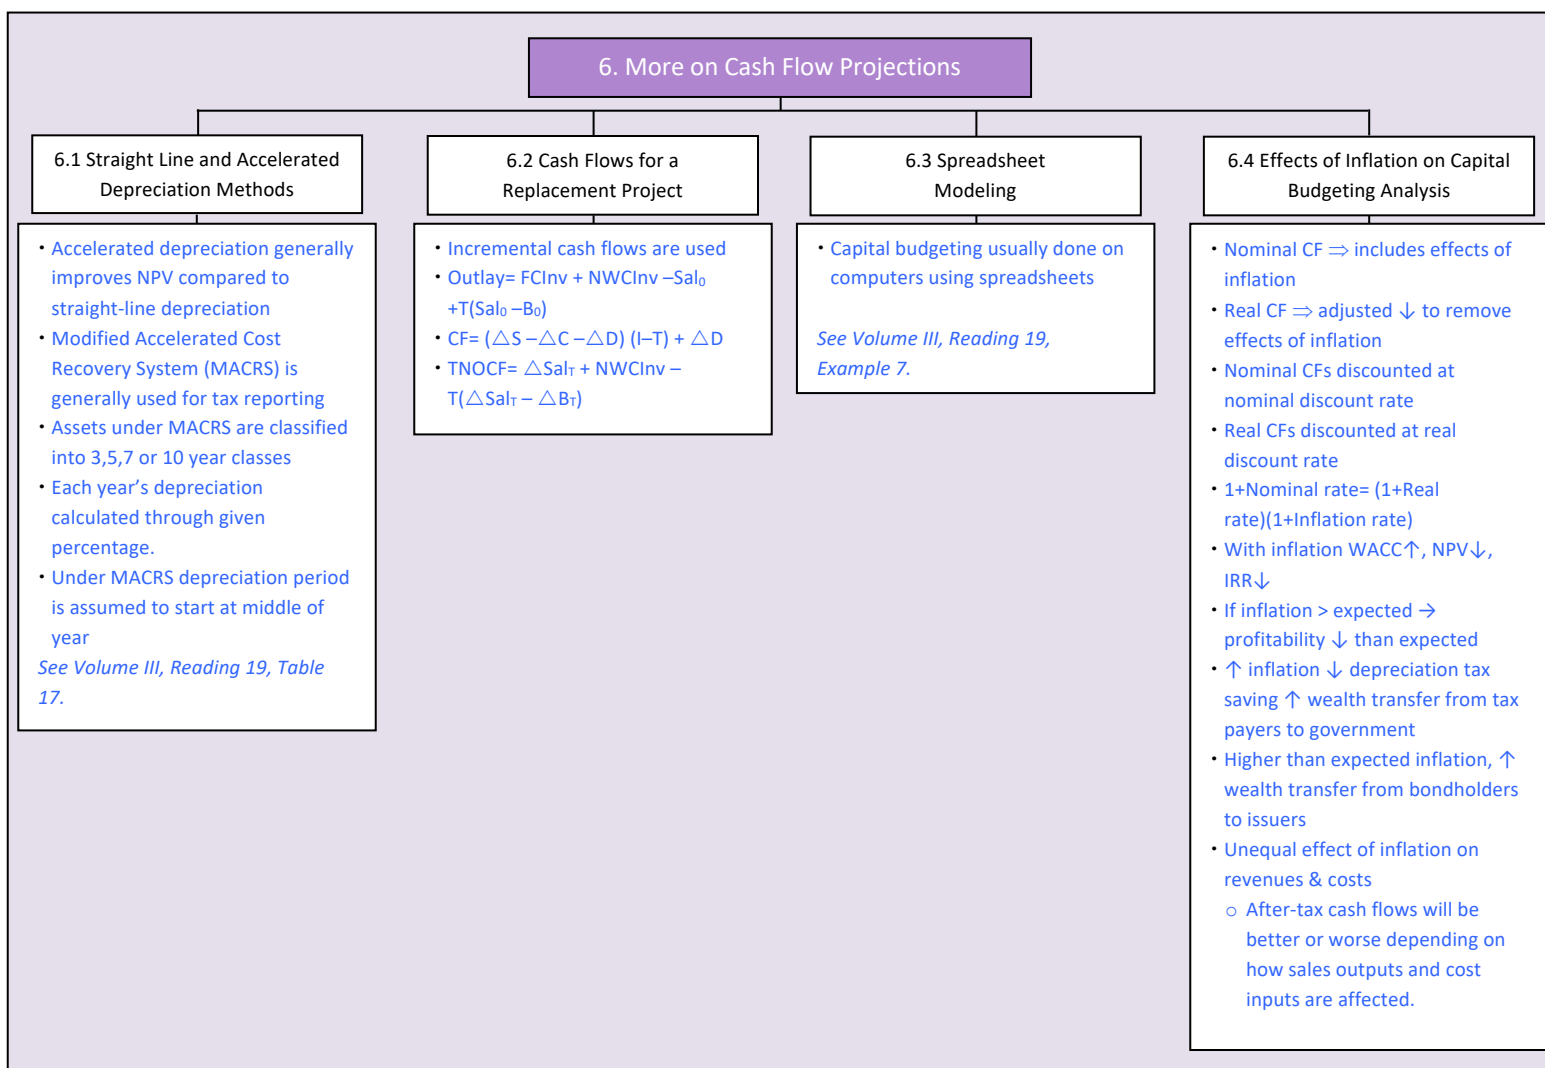 6. More on Cash Flow Projections
6.1 Straight Line and Accelerated
Depreciation Methods
• Accelerated depreciation generally
improves NPV compared to
straight-line depreciation
• Modified Accelerated Cost
Recovery System (MACRS) is
generally used for tax reporting
• Assets under MACRS are classified
into 3,5,7 or 10 year classes
• Each year’s depreciation
calculated through given
percentage.
• Under MACRS depreciation period
is assumed to start at middle of
year
See Volume III, Reading 19, Table
17.
6.2 Cash Flows for a
Replacement Project
• Incremental cash flows are used
• Outlay= FCInv + NWCInv –Sal₀
+T(Sal₀ –B₀)
• CF= (△S –△C –△D) (I–T) + △D
• TNOCF= △Sal_T + NWCInv –
T(△Sal_T – △B_T)
6.3 Spreadsheet
Modeling
• Capital budgeting usually done on
computers using spreadsheets
See Volume III, Reading 19,
Example 7.
6.4 Effects of Inflation on Capital
Budgeting Analysis
• Nominal CF ⇒ includes effects of
inflation
• Real CF ⇒ adjusted ↓ to remove
effects of inflation
• Nominal CFs discounted at
nominal discount rate
• Real CFs discounted at real
discount rate
• 1+Nominal rate= (1+Real
rate)(1+Inflation rate)
• With inflation WACC↑, NPV↓,
IRR↓
• If inflation > expected →
profitability ↓ than expected
• ↑ inflation ↓ depreciation tax
saving ↑ wealth transfer from tax
payers to government
• Higher than expected inflation, ↑
wealth transfer from bondholders
to issuers
• Unequal effect of inflation on
revenues & costs
○ After-tax cash flows will be
better or worse depending on
how sales outputs and cost
inputs are affected.